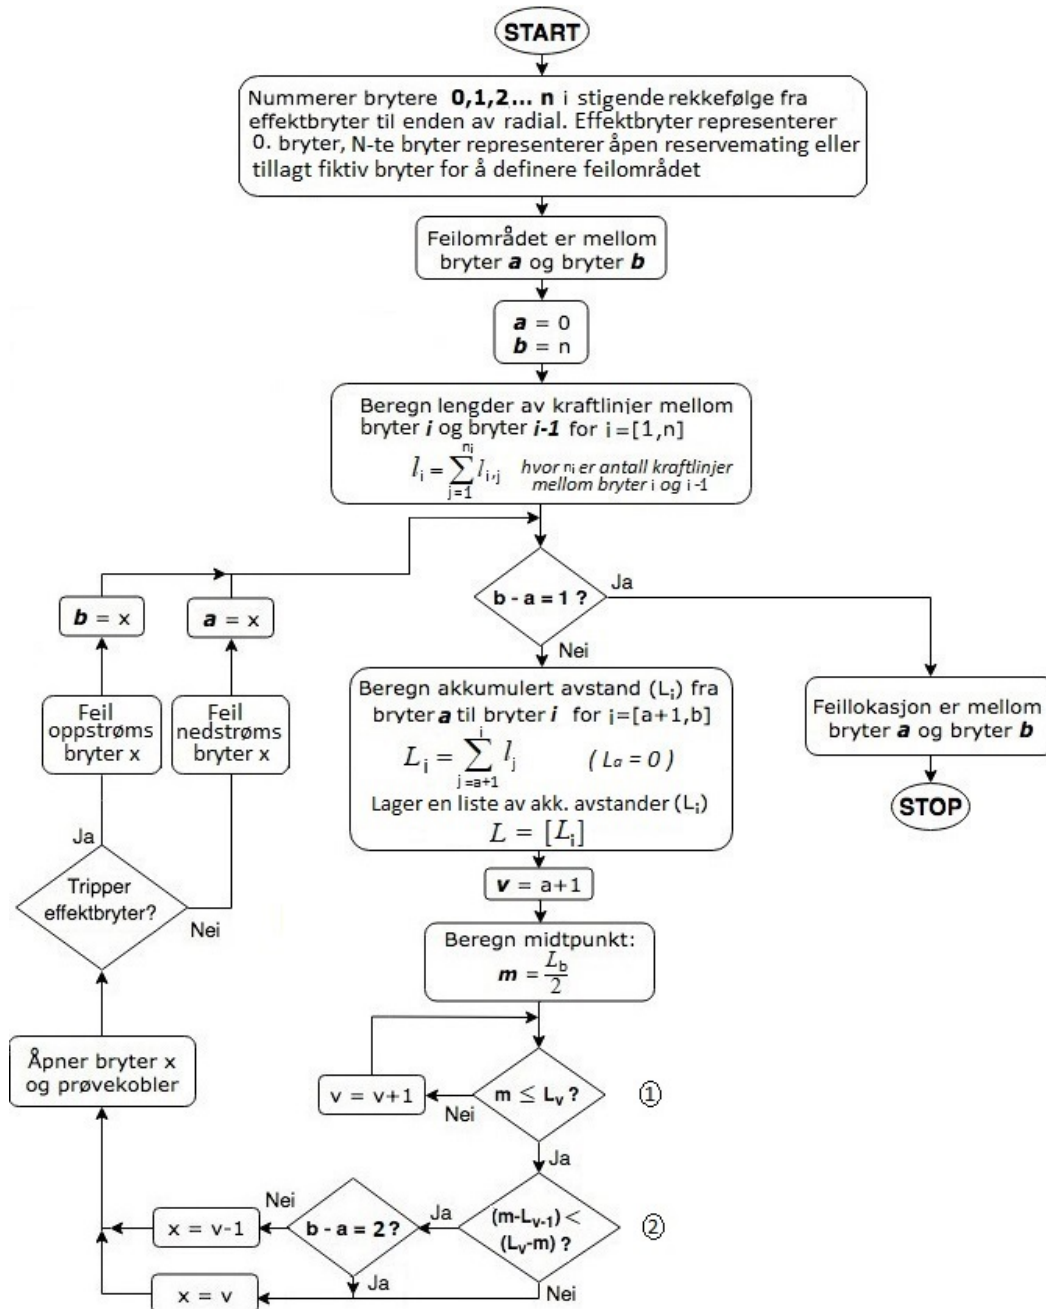 START
Nummerer brytere 0,1,2... n i stigende rekkefølge fra
effektbryter til enden av radial. Effektbryter representerer
0. bryter, N-te bryter representerer åpen reservemating eller
tillagt fiktiv bryter for å definere feilområdet
Feilområdet er mellom
bryter a og bryter b
a = 0
b = n
Beregn lengder av kraftlinjer mellom
bryter i og bryter i-1 for i=[1,n]
l_i = \sum_{j=1}^{n_i} l_{i,j} hvor n_i er antall kraftlinjer
mellom bryter i og i-1
b - a = 1 ?
Ja
Nei
b = x
a = x
Beregn akkumulert avstand (L_i) fra
bryter a til bryter i for i=[a+1,b]
L_i = \sum_{j=a+1}^{i} l_j ( L_a = 0 )
Lager en liste av akk. avstander (L_i)
L = [L_i]
Feil
oppstrøms
bryter x
Feil
nedstrøms
bryter x
Feillokasjon er mellom
bryter a og bryter b
STOP
v = a+1
Ja
Tripper
effektbryter?
Nei
Beregn midtpunkt:
m = \frac{L_b}{2}
Åpner bryter x
og prøvekobler
v = v+1
Nei
m ≤ L_v ?
①
Ja
x = v-1
Nei
b - a = 2 ?
Ja
(m-L_{v-1}) <
(L_v-m) ?
②
Ja
Nei
x = v